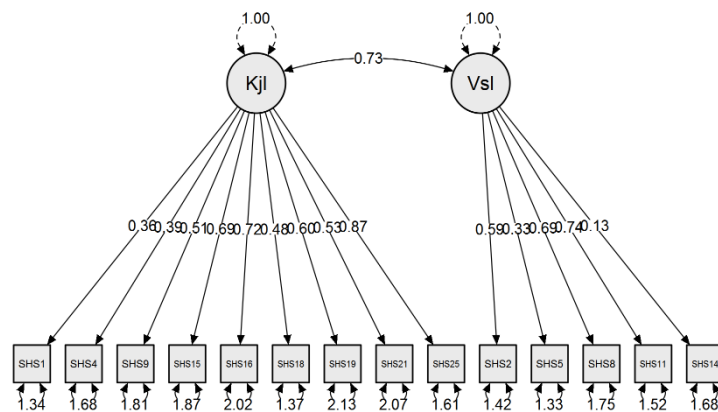 1.00 1.00
0.73
Kjl Vsl
0.36 0.39 0.51 0.69 0.72 0.48 0.60 0.53 0.87 0.59 0.33 0.69 0.74 0.13
SHS1 SHS4 SHS9 SHS15 SHS16 SHS18 SHS19 SHS21 SHS25 SHS2 SHS5 SHS8 SHS11 SHS14
1.34 1.68 1.81 1.87 2.02 1.37 2.13 2.07 1.61 1.42 1.33 1.75 1.52 1.68